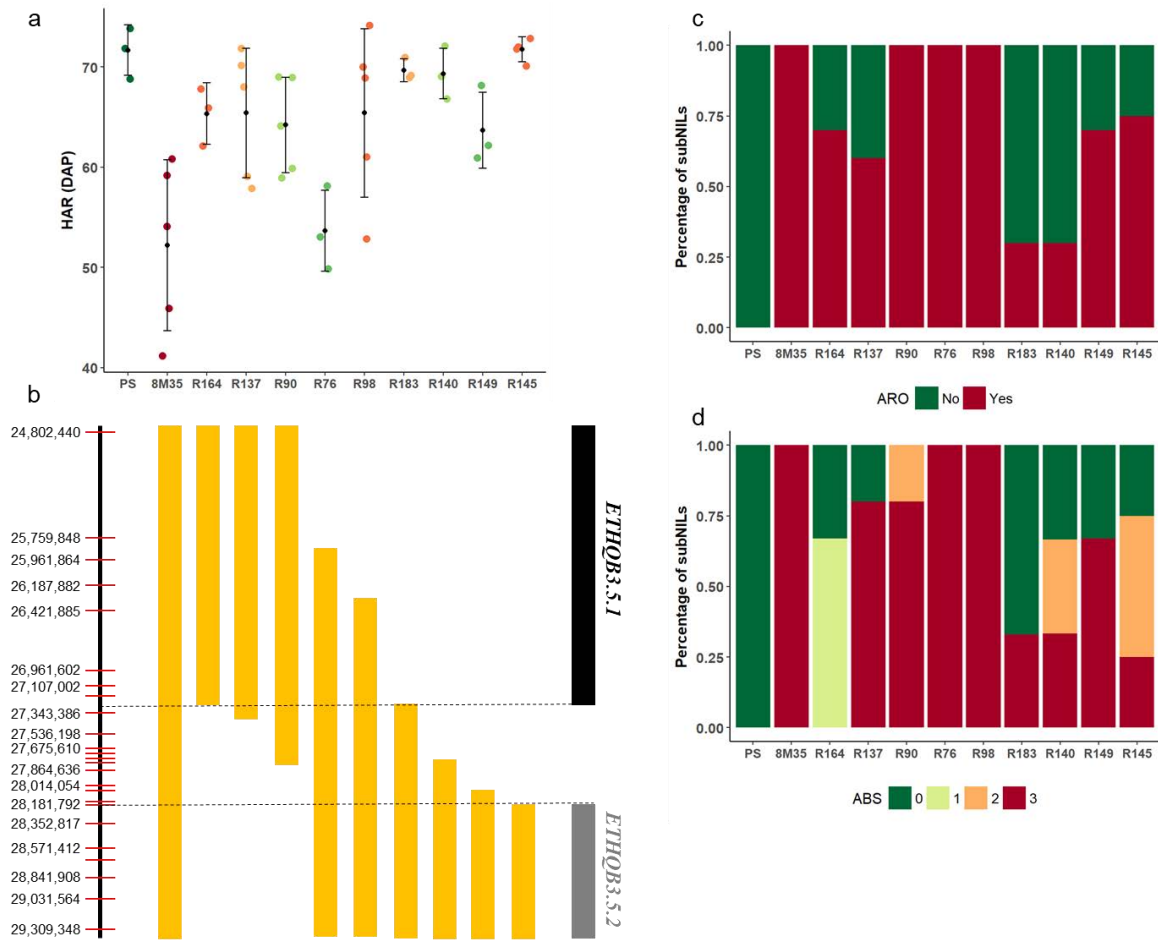 a
HAR (DAP)
70
60
50
40
PS 8M35 R164 R137 R90 R76 R98 R183 R140 R149 R145
b
24,802,440
25,759,848
25,961,864
26,187,882
26,421,885
26,961,602
27,107,002
27,343,386
27,536,198
27,675,610
27,864,636
28,014,054
28,181,792
28,352,817
28,571,412
28,841,908
29,031,564
29,309,348
ETHQB3.5.1
ETHQB3.5.2
c
Percentage of subNILs
1.00
0.75
0.50
0.25
0.00
PS 8M35 R164 R137 R90 R76 R98 R183 R140 R149 R145
ARO No Yes
d
Percentage of subNILs
1.00
0.75
0.50
0.25
0.00
PS 8M35 R164 R137 R90 R76 R98 R183 R140 R149 R145
ABS 0 1 2 3